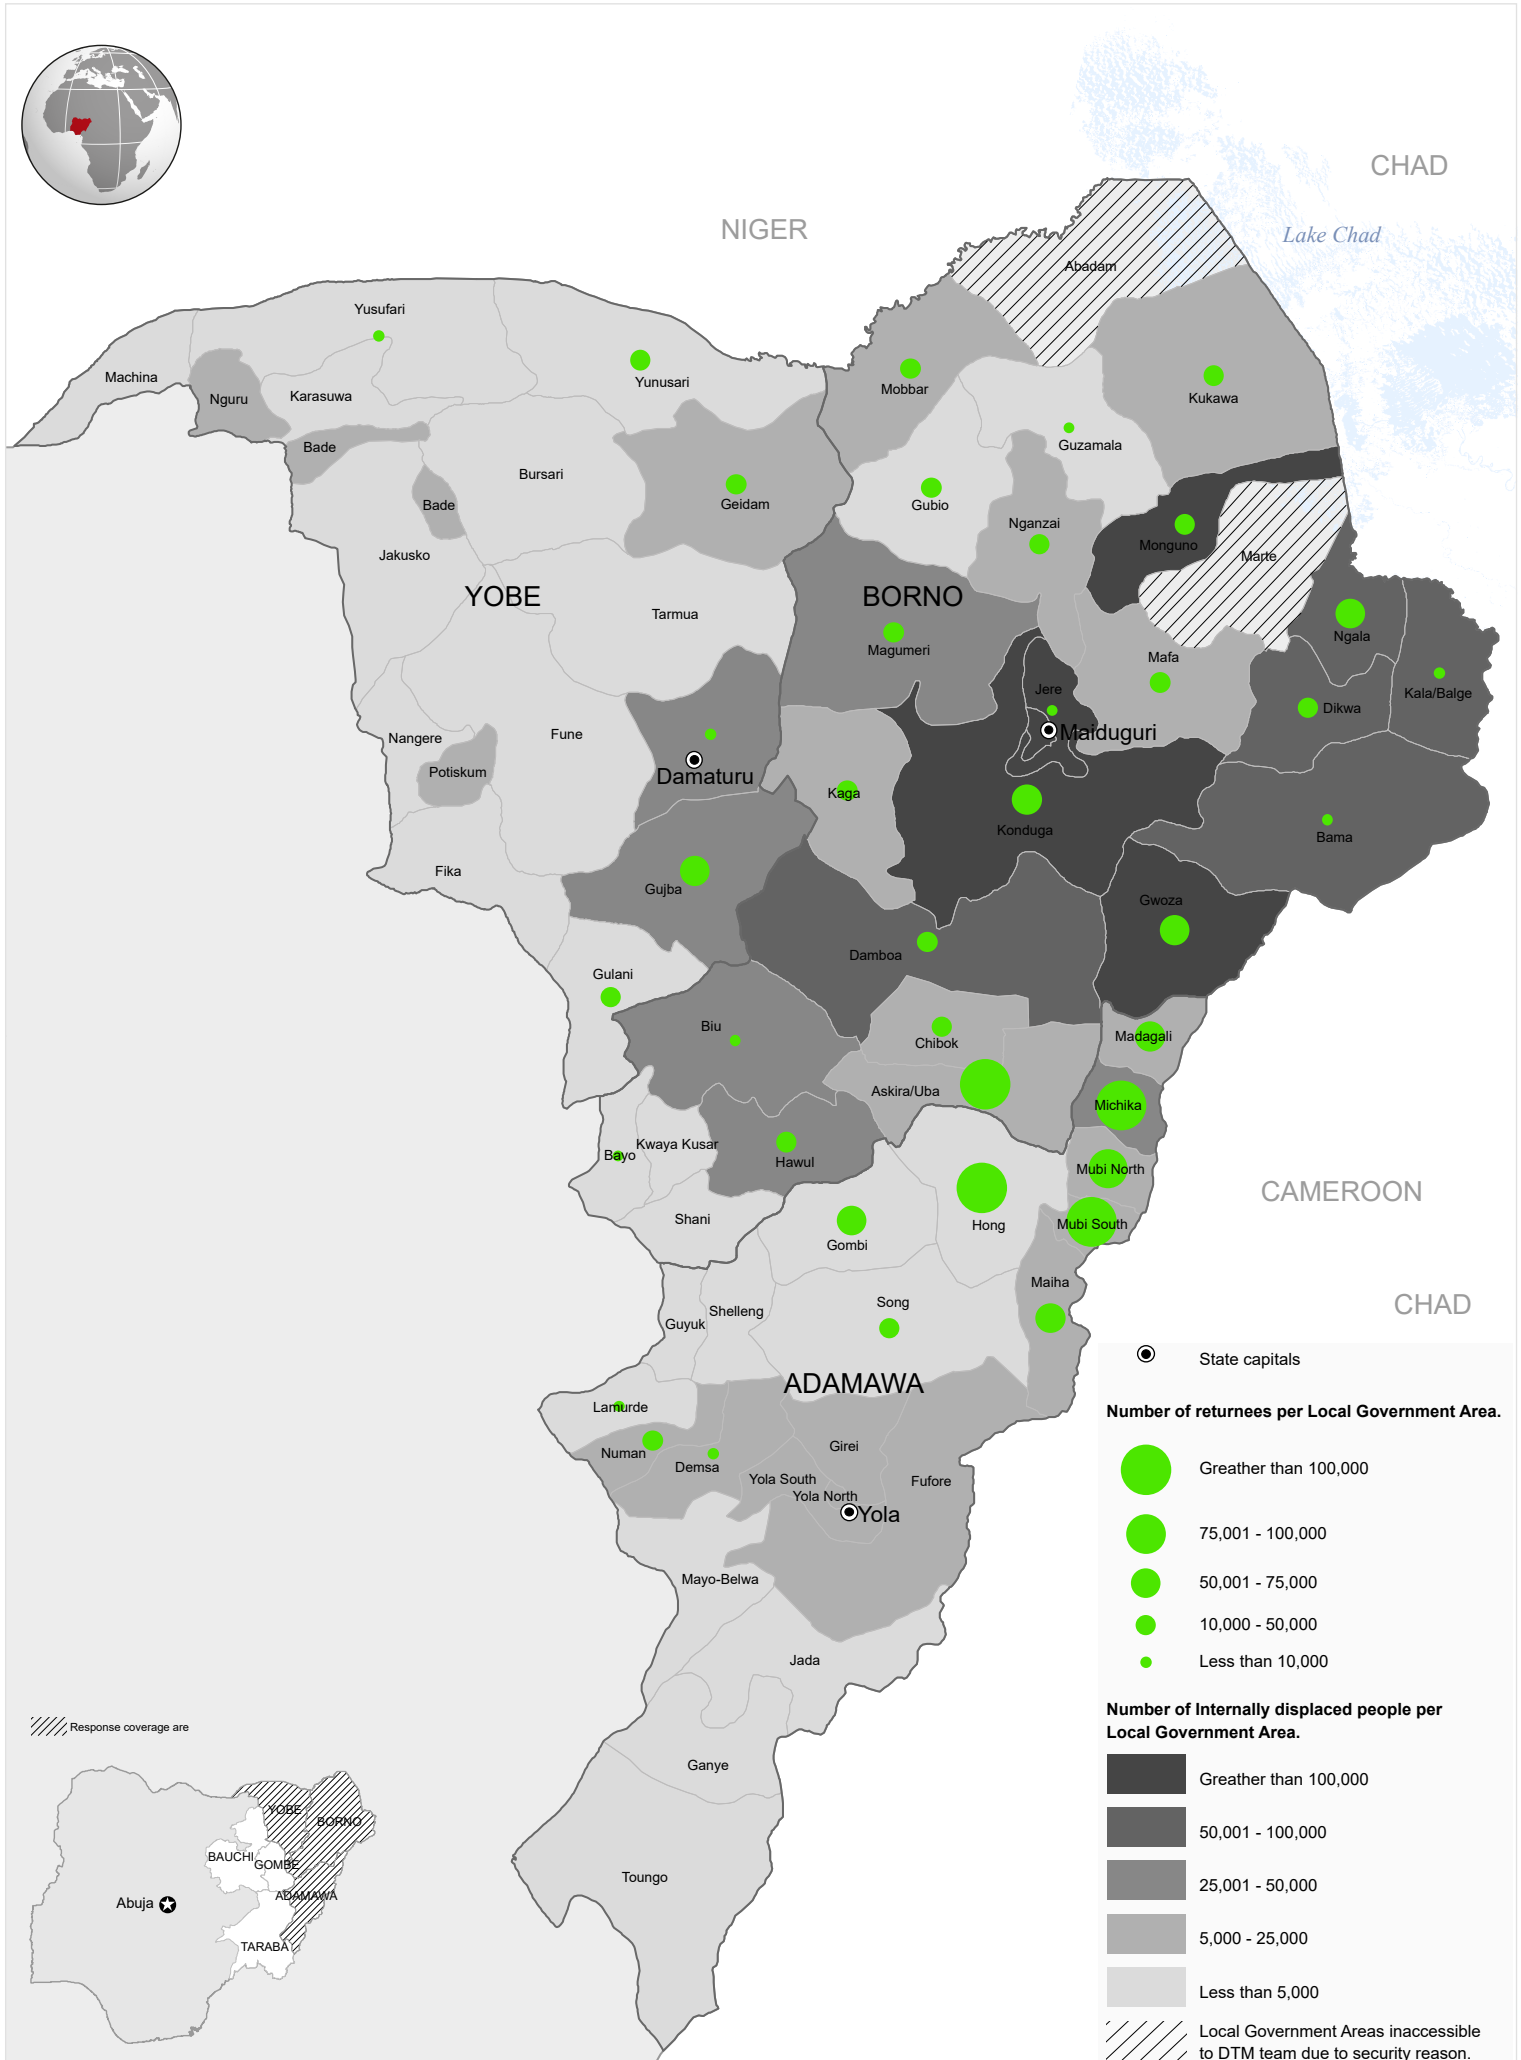 CHAD
NIGER
Lake Chad
Abadam
Yusufari
Machina
Nguru
Karasuwa
Yunusari
Mobbar
Kukawa
Bade
Guzamala
Bursari
Bade
Geidam
Gubio
Nganzai
Monguno
Marte
Jakusko
YOBE
BORNO
Tarmua
Magumeri
Mafa
Ngala
Jere
Kala/Balge
Dikwa
Nangere
Fune
Maiduguri
Potiskum
Damaturu
Kaga
Konduga
Bama
Fika
Gujba
Gwoza
Damboa
Gulani
Biu
Chibok
Madagali
Askira/Uba
Michika
Kwaya Kusar
Bayo
Hawul
Mubi North
CAMEROON
Shani
Hong
Mubi South
Gombi
Maiha
CHAD
Song
Shelleng
Guyuk
ADAMAWA
Lamurde
Girei
Numan
Demsa
Yola South
Fufore
Yola North
Yola
Mayo-Belwa
Jada
Ganye
Toungo
State capitals
Number of returnees per Local Government Area.
Greather than 100,000
75,001 - 100,000
50,001 - 75,000
10,000 - 50,000
Less than 10,000
Number of Internally displaced people per
Local Government Area.
Greather than 100,000
50,001 - 100,000
25,001 - 50,000
5,000 - 25,000
Less than 5,000
Local Government Areas inaccessible
to DTM team due to security reason.
Response coverage are
YOBE
BORNO
BAUCHI
GOMBE
ADAMAWA
Abuja
TARABA